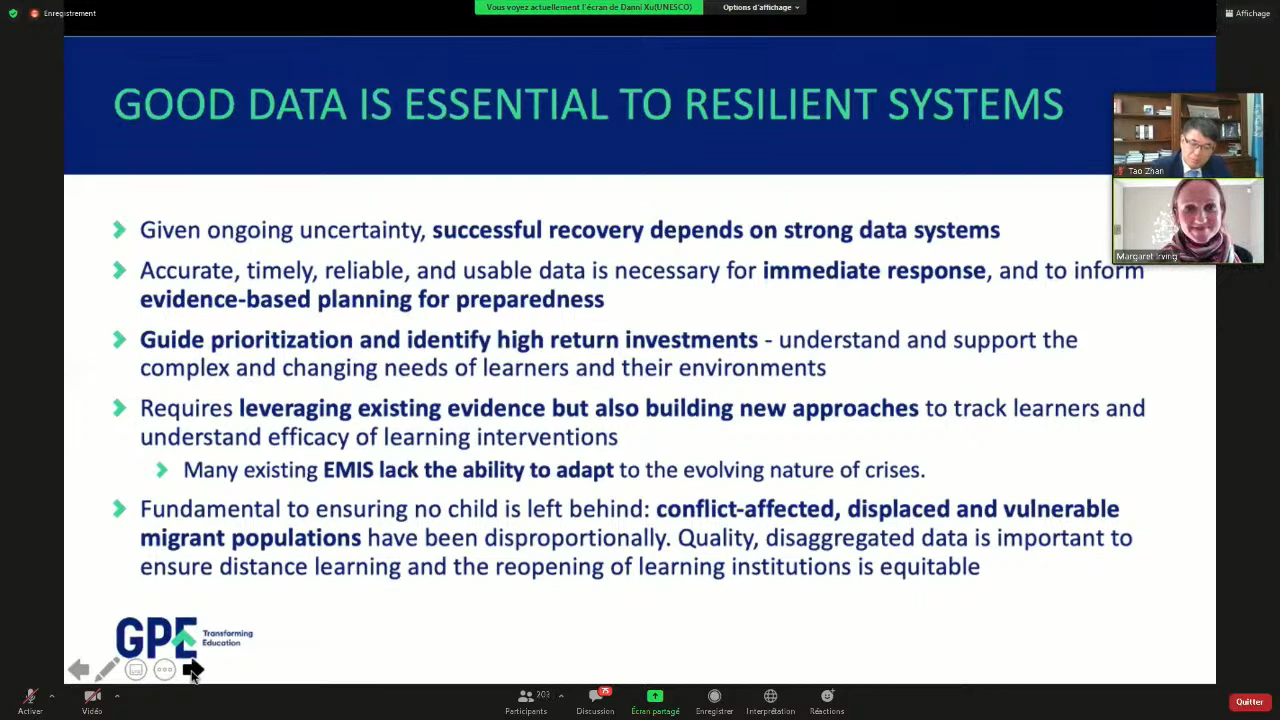 Enregistrement
Vous voyez actuellement l'écran de Danni Xu(UNESCO)
Options d'affichage
Affichage
GOOD DATA IS ESSENTIAL TO RESILIENT SYSTEMS
Tao Zhan
Margaret Irving
Given ongoing uncertainty, successful recovery depends on strong data systems
Accurate, timely, reliable, and usable data is necessary for immediate response, and to inform
evidence-based planning for preparedness
Guide prioritization and identify high return investments - understand and support the
complex and changing needs of learners and their environments
Requires leveraging existing evidence but also building new approaches to track learners and
understand efficacy of learning interventions
Many existing EMIS lack the ability to adapt to the evolving nature of crises.
Fundamental to ensuring no child is left behind: conflict-affected, displaced and vulnerable
migrant populations have been disproportionally. Quality, disaggregated data is important to
ensure distance learning and the reopening of learning institutions is equitable
GPE Transforming
Education
Activer
Vidéo
Participants
203
Discussion
75
Écran partagé
Enregistrer
Interprétation
Réactions
Quitter